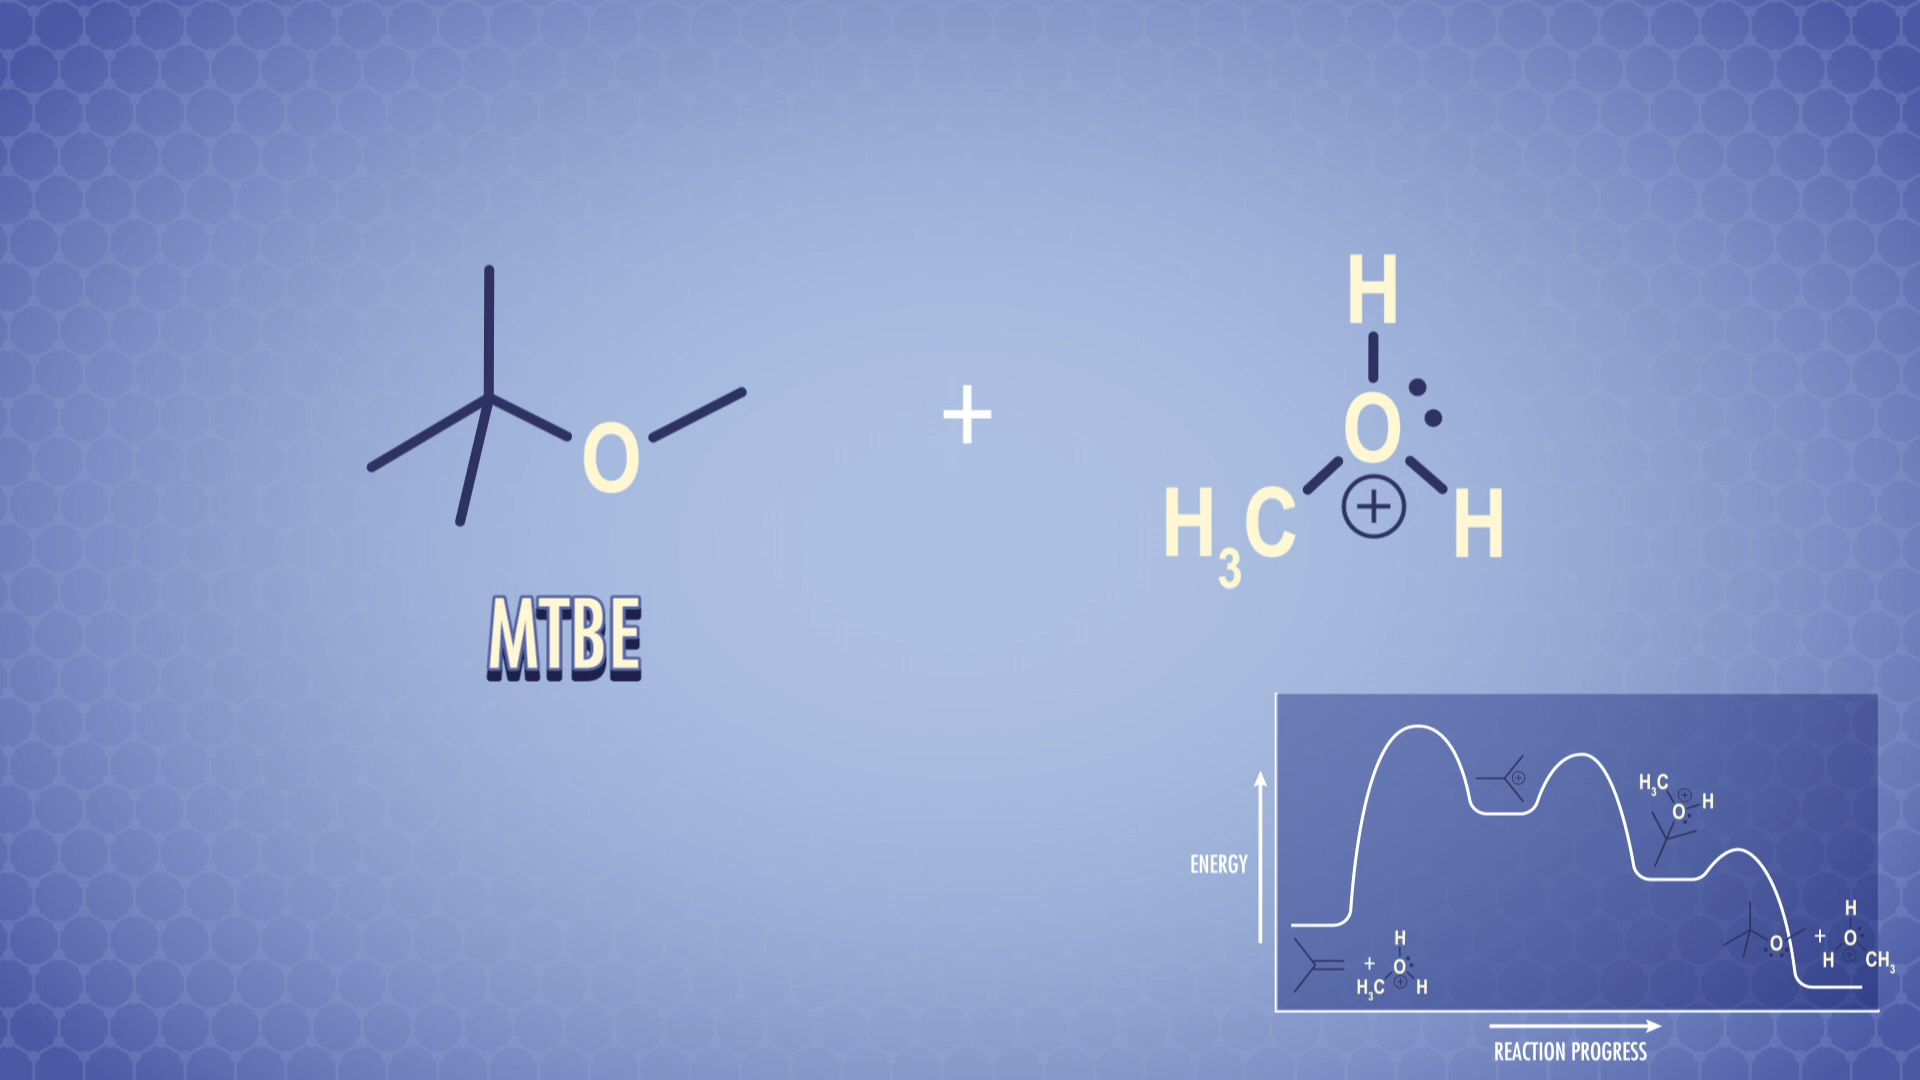 H
O
+
O
H₃C
+
H
MTBE
ENERGY
H₃C
+
H
O
H
O
+
H₃C
+
H
O
+
H
O
H
+
CH₃
REACTION PROGRESS